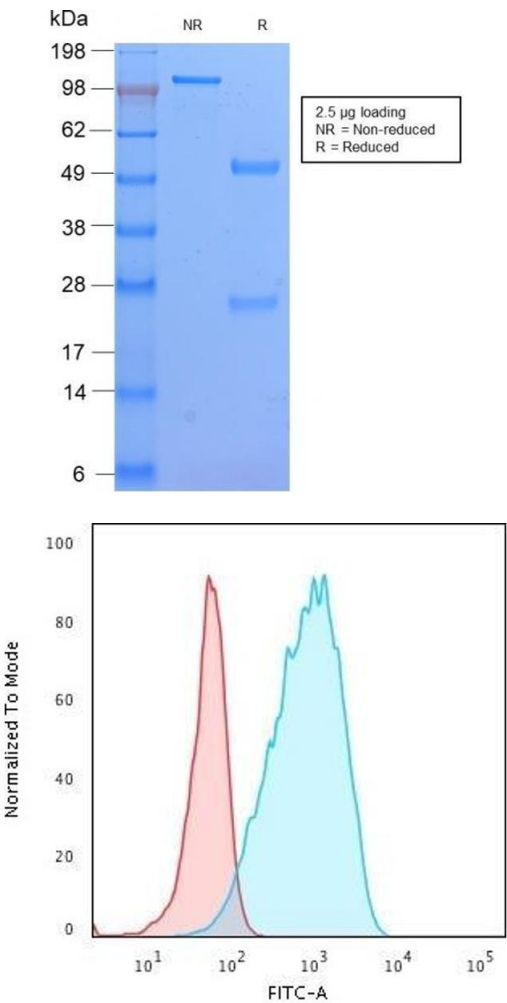 kDa
NR R
198
98
62
49
38
28
17
14
6
2.5 µg loading
NR = Non-reduced
R = Reduced
Normalized To Mode
100
80
60
40
20
0
10¹ 10² 10³ 10⁴ 10⁵
FITC-A